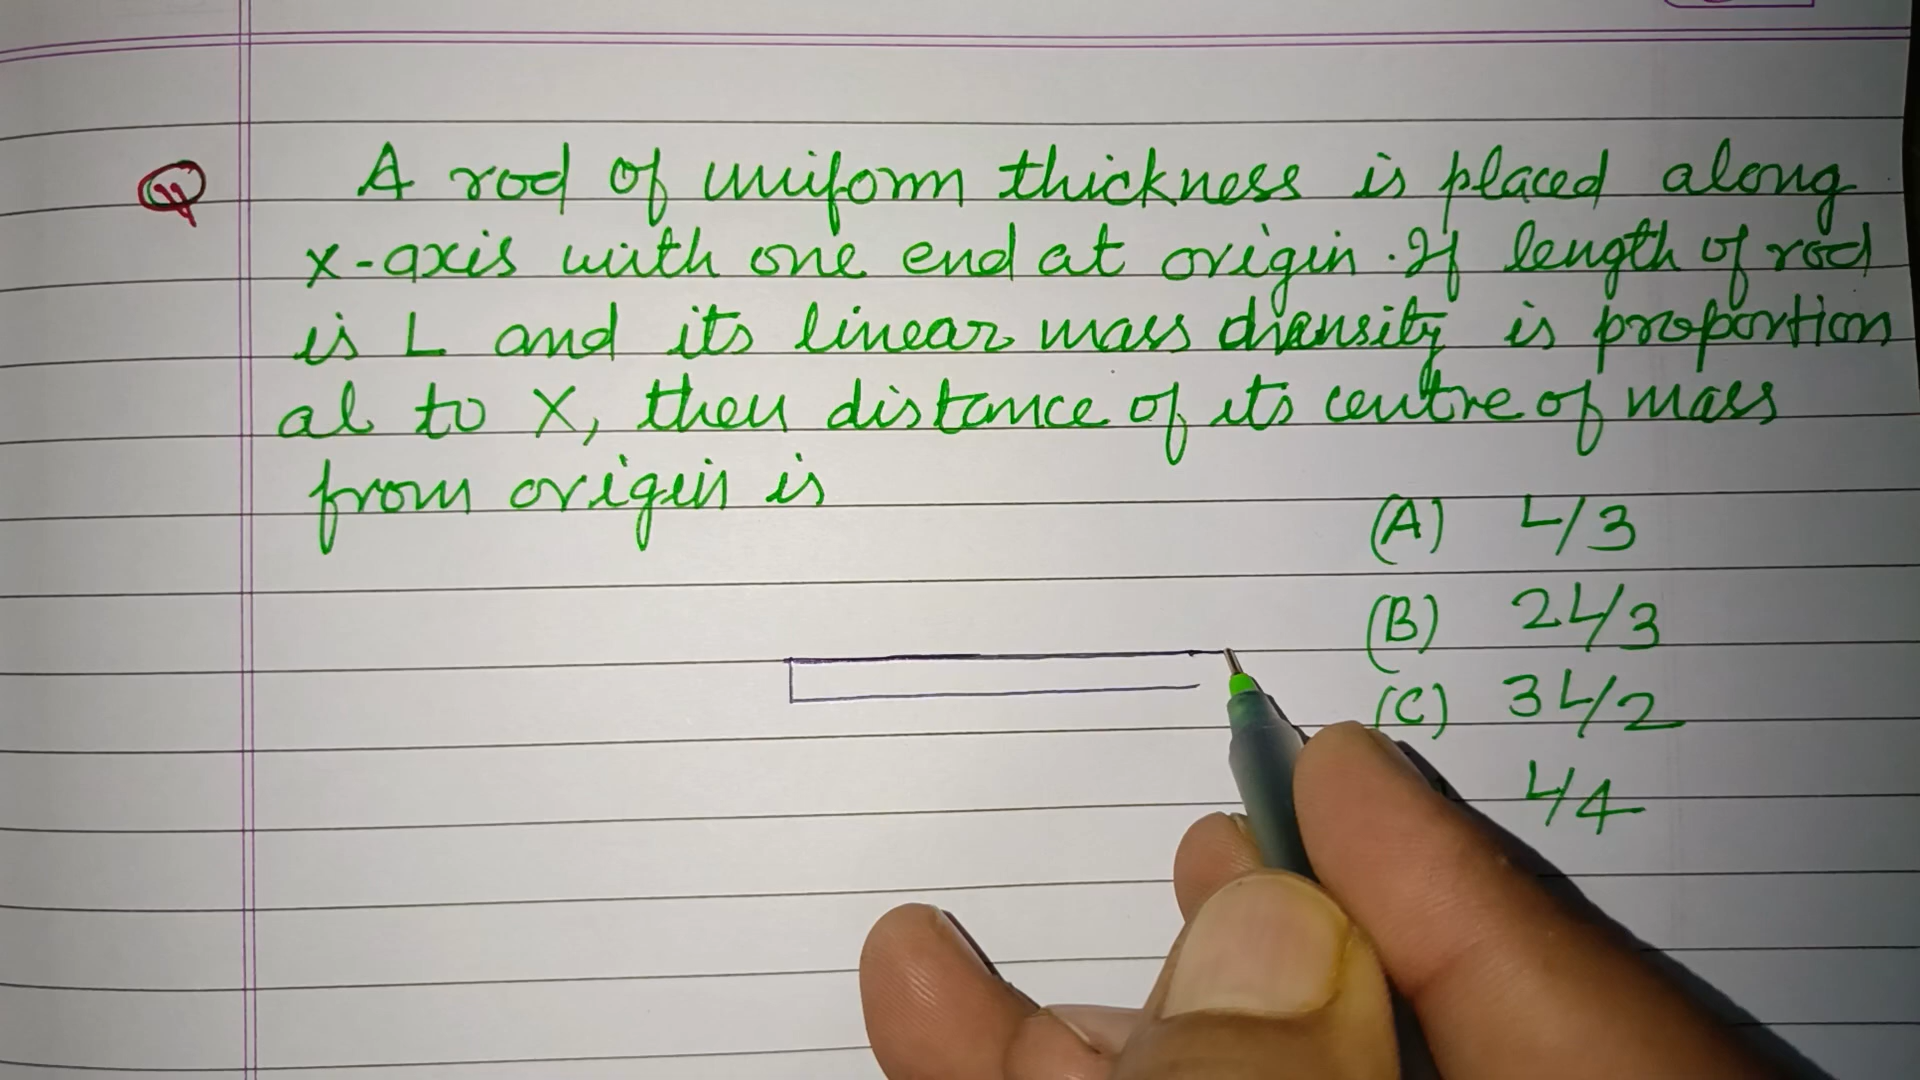 Q A rod of uniform thickness is placed along
x-axis with one end at origin. If length of rod
is L and its linear mass diensity is proportion
al to X, then distance of its centre of mass
from origin is
(A) L/3
(B) 2L/3
(C) 3L/2
L/4